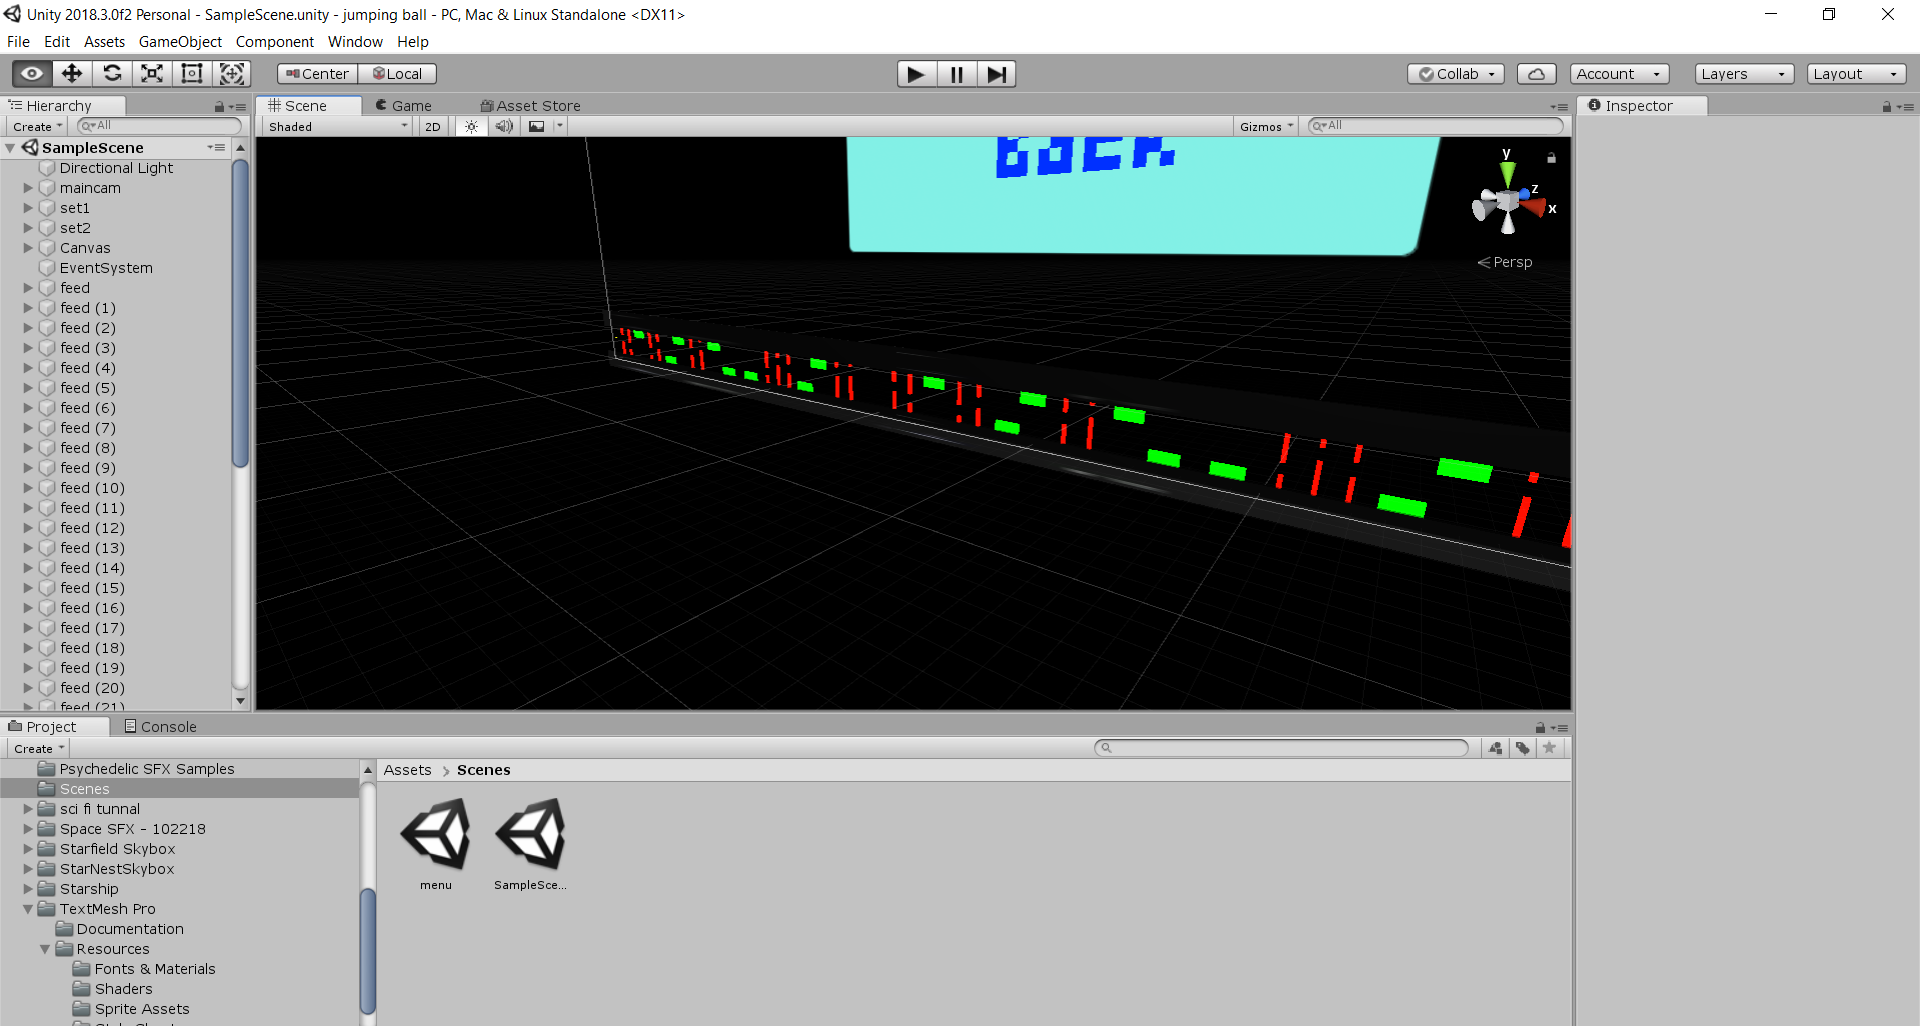 Unity 2018.3.0f2 Personal - SampleScene.unity - jumping ball - PC, Mac & Linux Standalone <DX11>
File Edit Assets GameObject Component Window Help
Center Local Collab Account Layers Layout
Hierarchy Scene Game Asset Store Inspector
Create All Shaded 2D Gizmos All
SampleScene
Directional Light
maincam
set1
set2
Canvas
EventSystem
feed
feed (1)
feed (2)
feed (3)
feed (4)
feed (5)
feed (6)
feed (7)
feed (8)
feed (9)
feed (10)
feed (11)
feed (12)
feed (13)
feed (14)
feed (15)
feed (16)
feed (17)
feed (18)
feed (19)
feed (20)
feed (21)
Back
y
z
x
Persp
Project Console
Create
Psychedelic SFX Samples
Scenes
sci fi tunnal
Space SFX - 102218
Starfield Skybox
StarNestSkybox
Starship
TextMesh Pro
Documentation
Resources
Fonts & Materials
Shaders
Sprite Assets
Assets > Scenes
menu SampleSce...